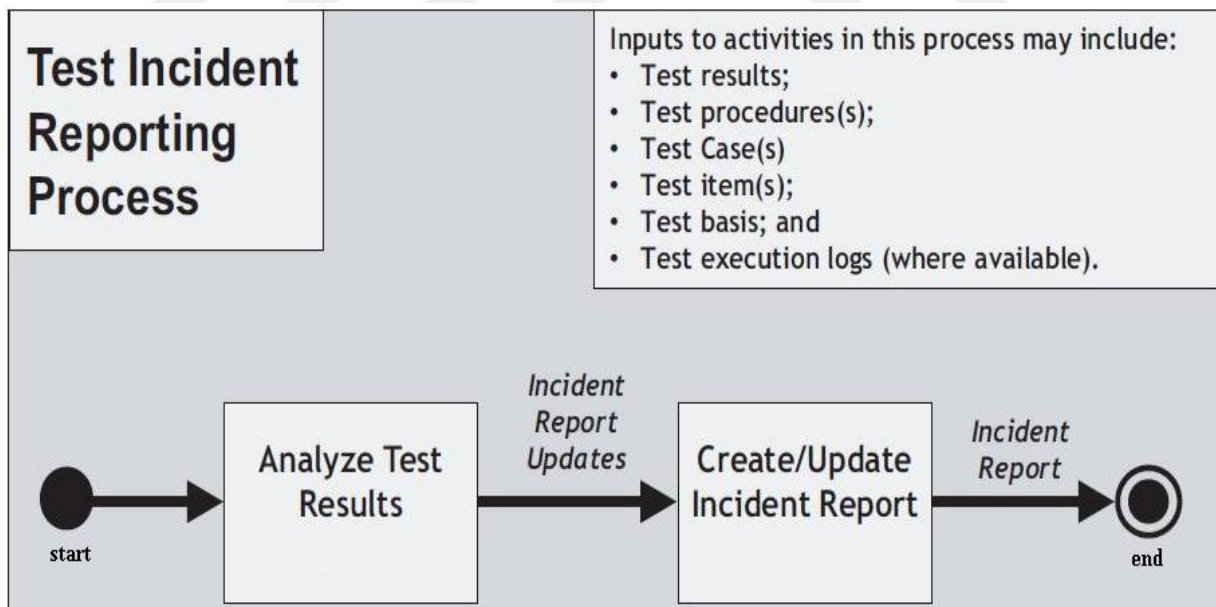 Test Incident
Reporting
Process
Inputs to activities in this process may include:
• Test results;
• Test procedures(s);
• Test Case(s)
• Test item(s);
• Test basis; and
• Test execution logs (where available).
start
Analyze Test
Results
Incident
Report
Updates
Create/Update
Incident Report
Incident
Report
end